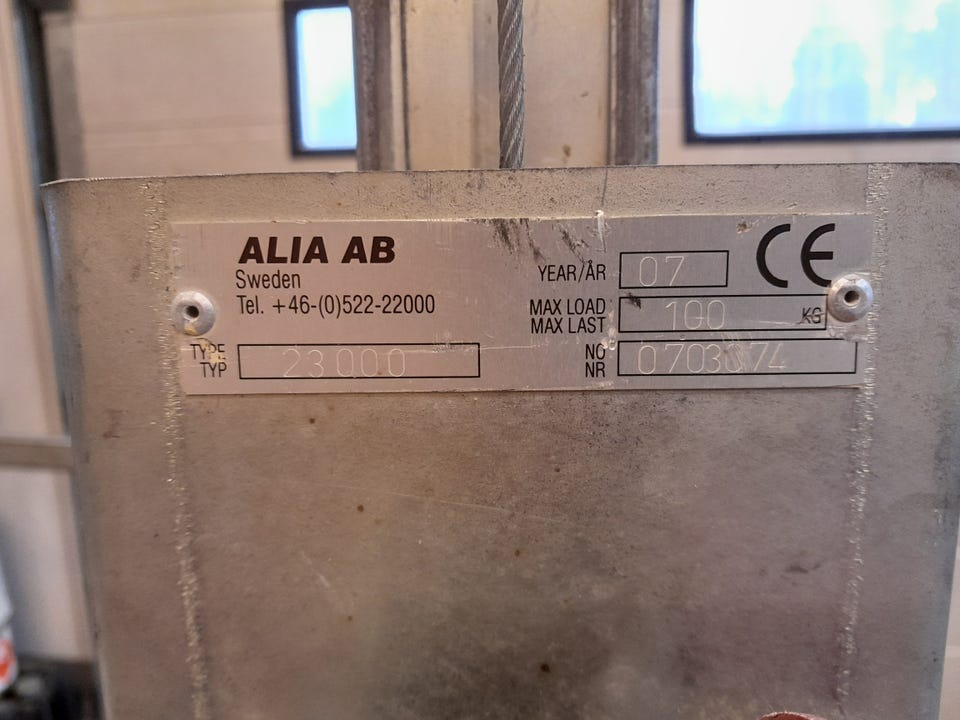 ALIA AB
Sweden
Tel. +46-(0)522-22000
TYPE
TYP
23000
YEAR/ÅR 07
MAX LOAD
MAX LAST
100 KG
NO
NR
0703074
CE